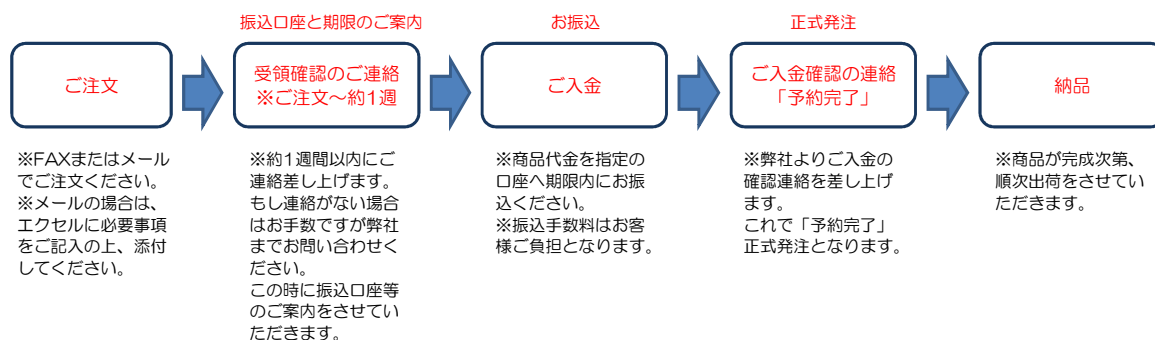 振込口座と期限のご案内
お振込
正式発注
ご注文
受領確認のご連絡
※ご注文～約1週
ご入金
ご入金確認の連絡
「予約完了」
納品
※FAXまたはメール
でご注文ください。
※メールの場合は、
エクセルに必要事項
をご記入の上、添付
してください。
※約1週間以内にご
連絡差し上げます。
もし連絡がない場合
はお手数ですが弊社
までお問い合わせく
ださい。
この時に振込口座等
のご案内をさせてい
ただきます。
※商品代金を指定の
口座へ期限内にお振
込ください。
※振込手数料はお客
様ご負担となります。
※弊社よりご入金の
確認連絡を差し上げ
ます。
これで「予約完了」
正式発注となります。
※商品が完成次第、
順次出荷をさせてい
ただきます。